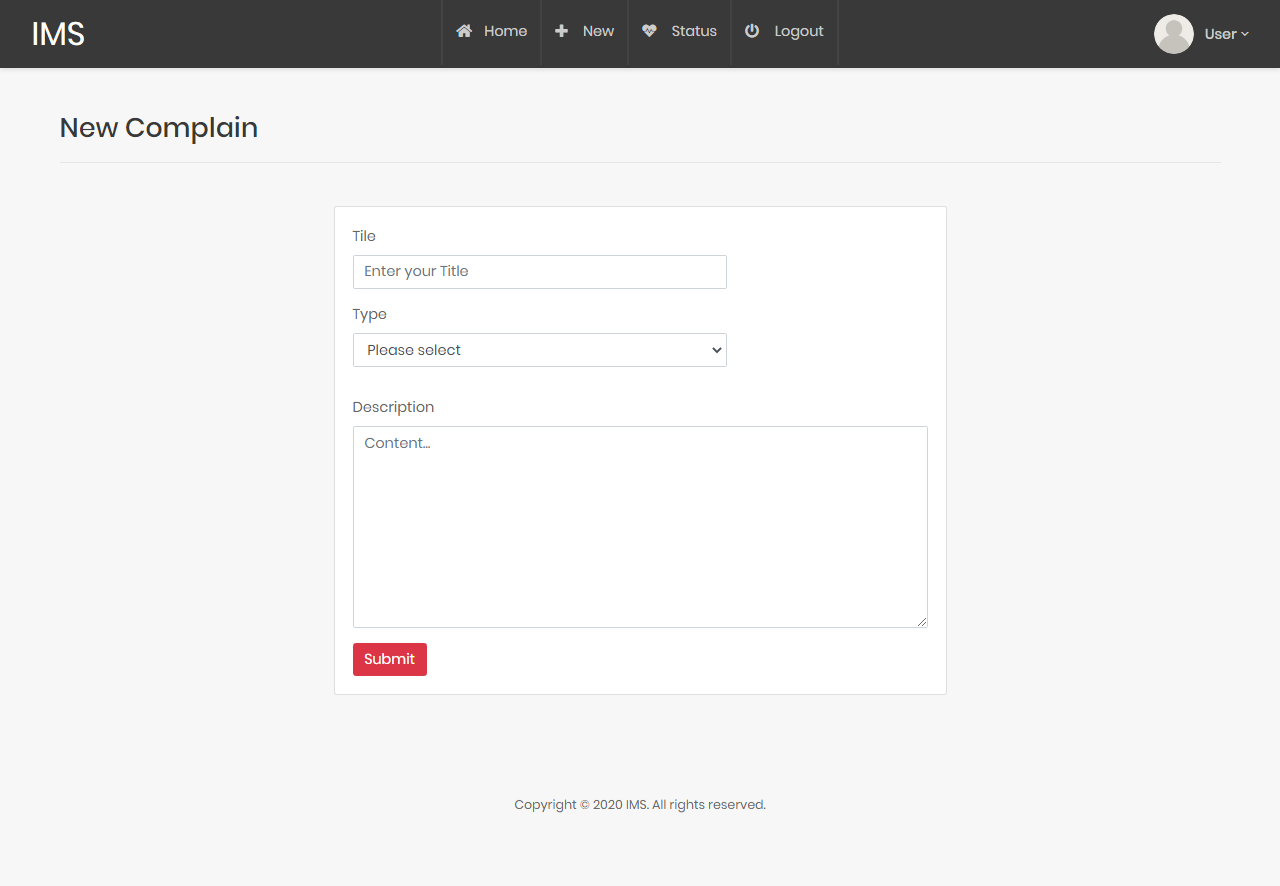 IMS
Home New Status Logout
User
New Complain
Tile
Enter your Title
Type
Please select
Description
Content...
Submit
Copyright © 2020 IMS. All rights reserved.